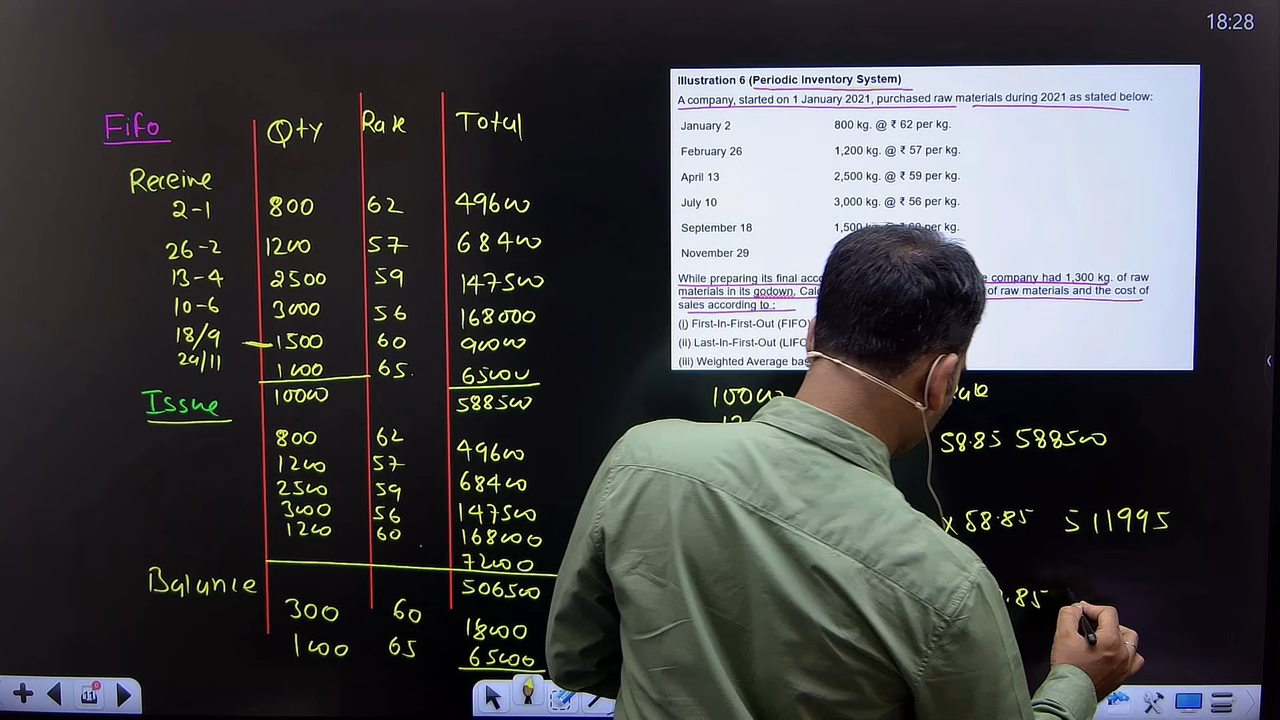 18:28
Illustration 6 (Periodic Inventory System)
A company, started on 1 January 2021, purchased raw materials during 2021 as stated below:
January 2 800 kg. @ ₹ 62 per kg.
February 26 1,200 kg. @ ₹ 57 per kg.
April 13 2,500 kg. @ ₹ 59 per kg.
July 10 3,000 kg. @ ₹ 56 per kg.
September 18 1,500 per kg.
November 29
While preparing its final company had 1,300 kg. of raw
materials in its godown, of raw materials and the cost of
sales according to :
(i) First-In-First-Out (FIFO)
(ii) Last-In-First-Out (LIFO
(iii) Weighted Average
Fifo Qty Rate Total
Receive
2-1 800 62 49600
26-2 1200 57 68400
13-4 2500 59 147500
10-6 3000 56 168000
18/9 1500 60 90000
29/11 1000 65. 65000
10000 588500
Issue
800 62 49600
1200 57 68400
2500 59 147500
3000 56 168000
1200 60 72000
506500
Balance
300 60 18000
1000 65 65000
10000
58.85 588500
x 58.85 511995
.85
11